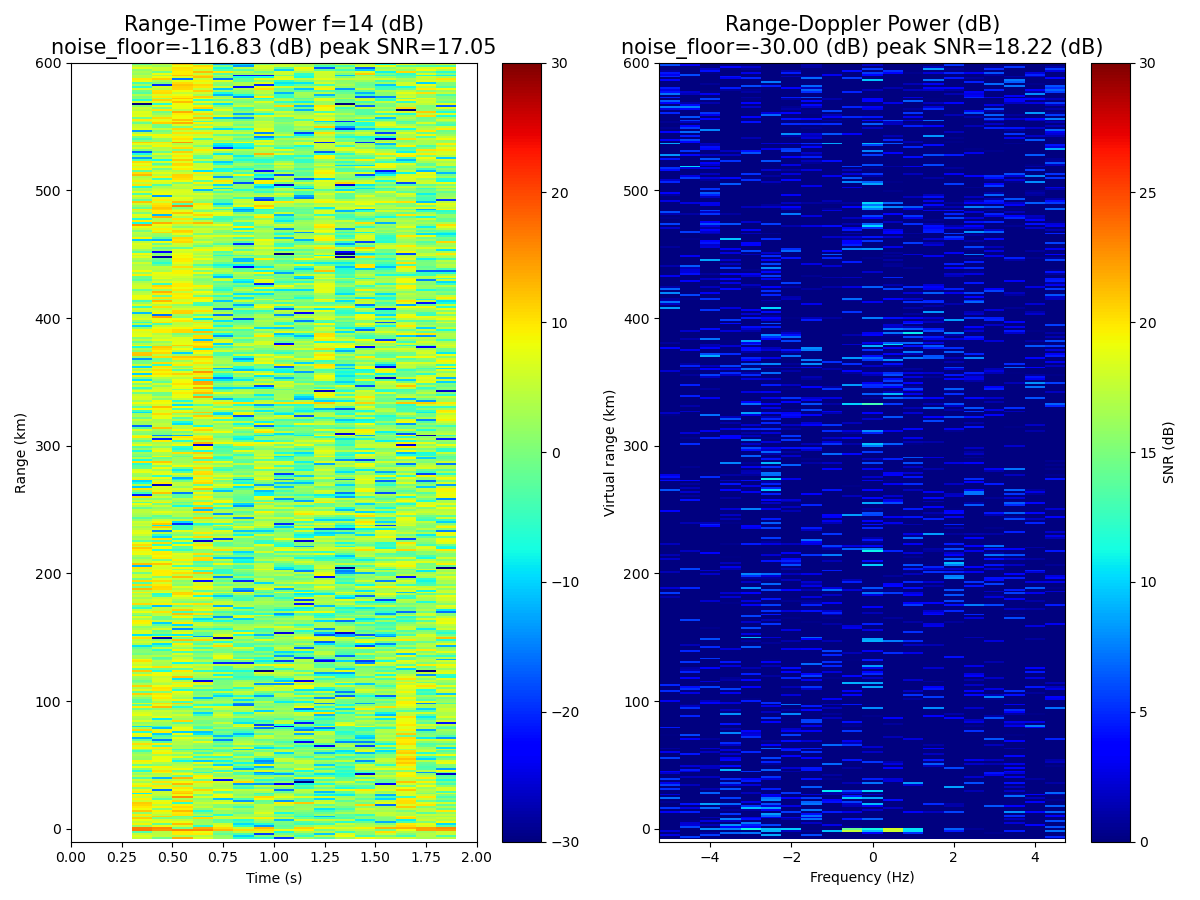 Range-Time Power f=14 (dB)
noise_floor=-116.83 (dB) peak SNR=17.05
Range-Doppler Power (dB)
noise_floor=-30.00 (dB) peak SNR=18.22 (dB)
600
500
400
300
200
100
0
Range (km)
0.00 0.25 0.50 0.75 1.00 1.25 1.50 1.75 2.00
Time (s)
30
20
10
0
−10
−20
−30
Virtual range (km)
600
500
400
300
200
100
0
−4 −2 0 2 4
Frequency (Hz)
30
25
20
15
10
5
0
SNR (dB)